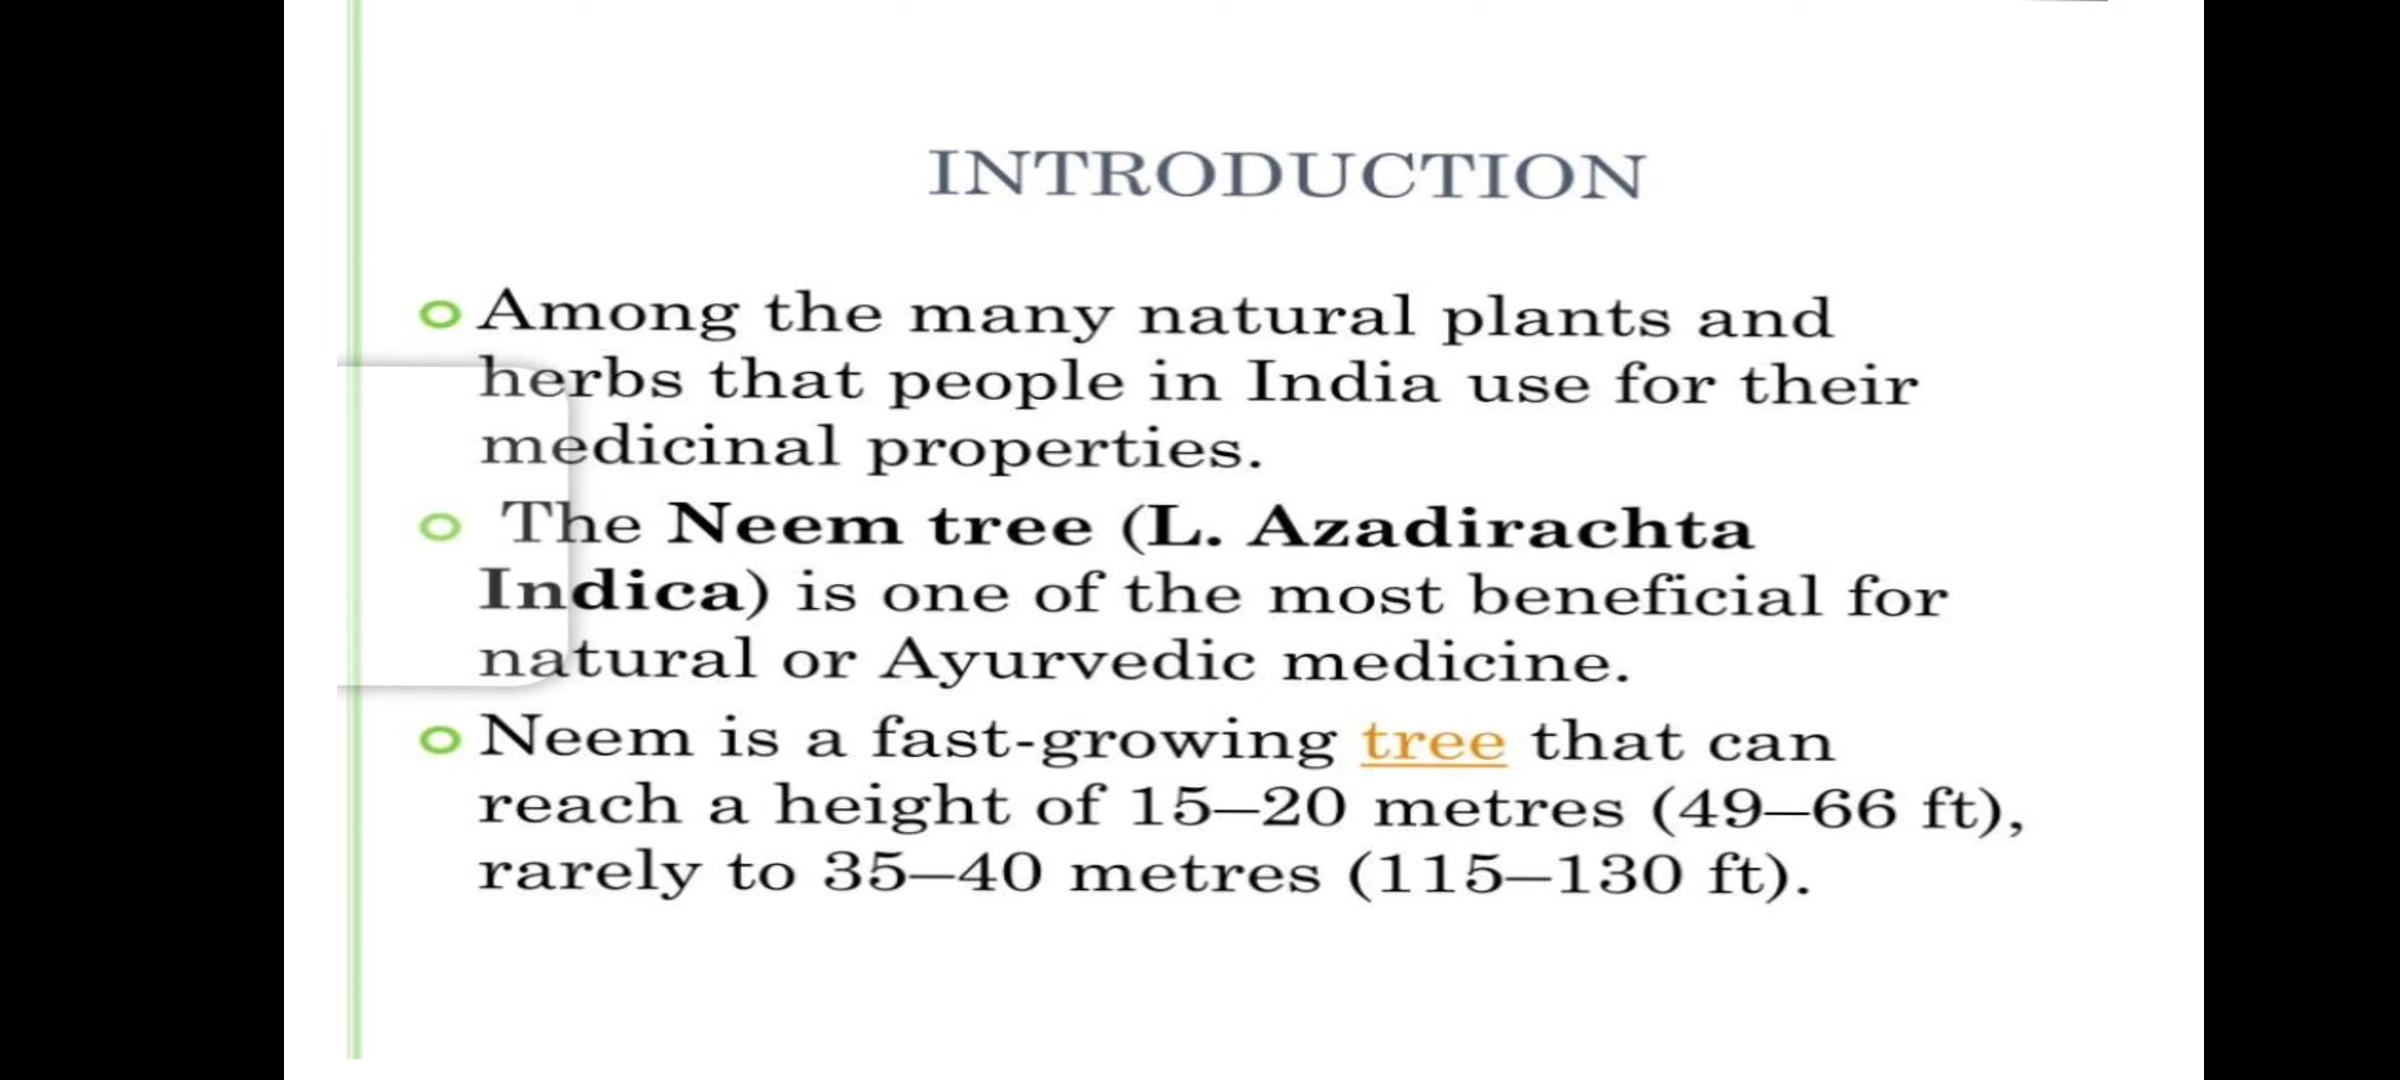 INTRODUCTION
Among the many natural plants and
herbs that people in India use for their
medicinal properties.
The Neem tree (L. Azadirachta
Indica) is one of the most beneficial for
natural or Ayurvedic medicine.
Neem is a fast-growing tree that can
reach a height of 15–20 metres (49–66 ft),
rarely to 35–40 metres (115–130 ft).